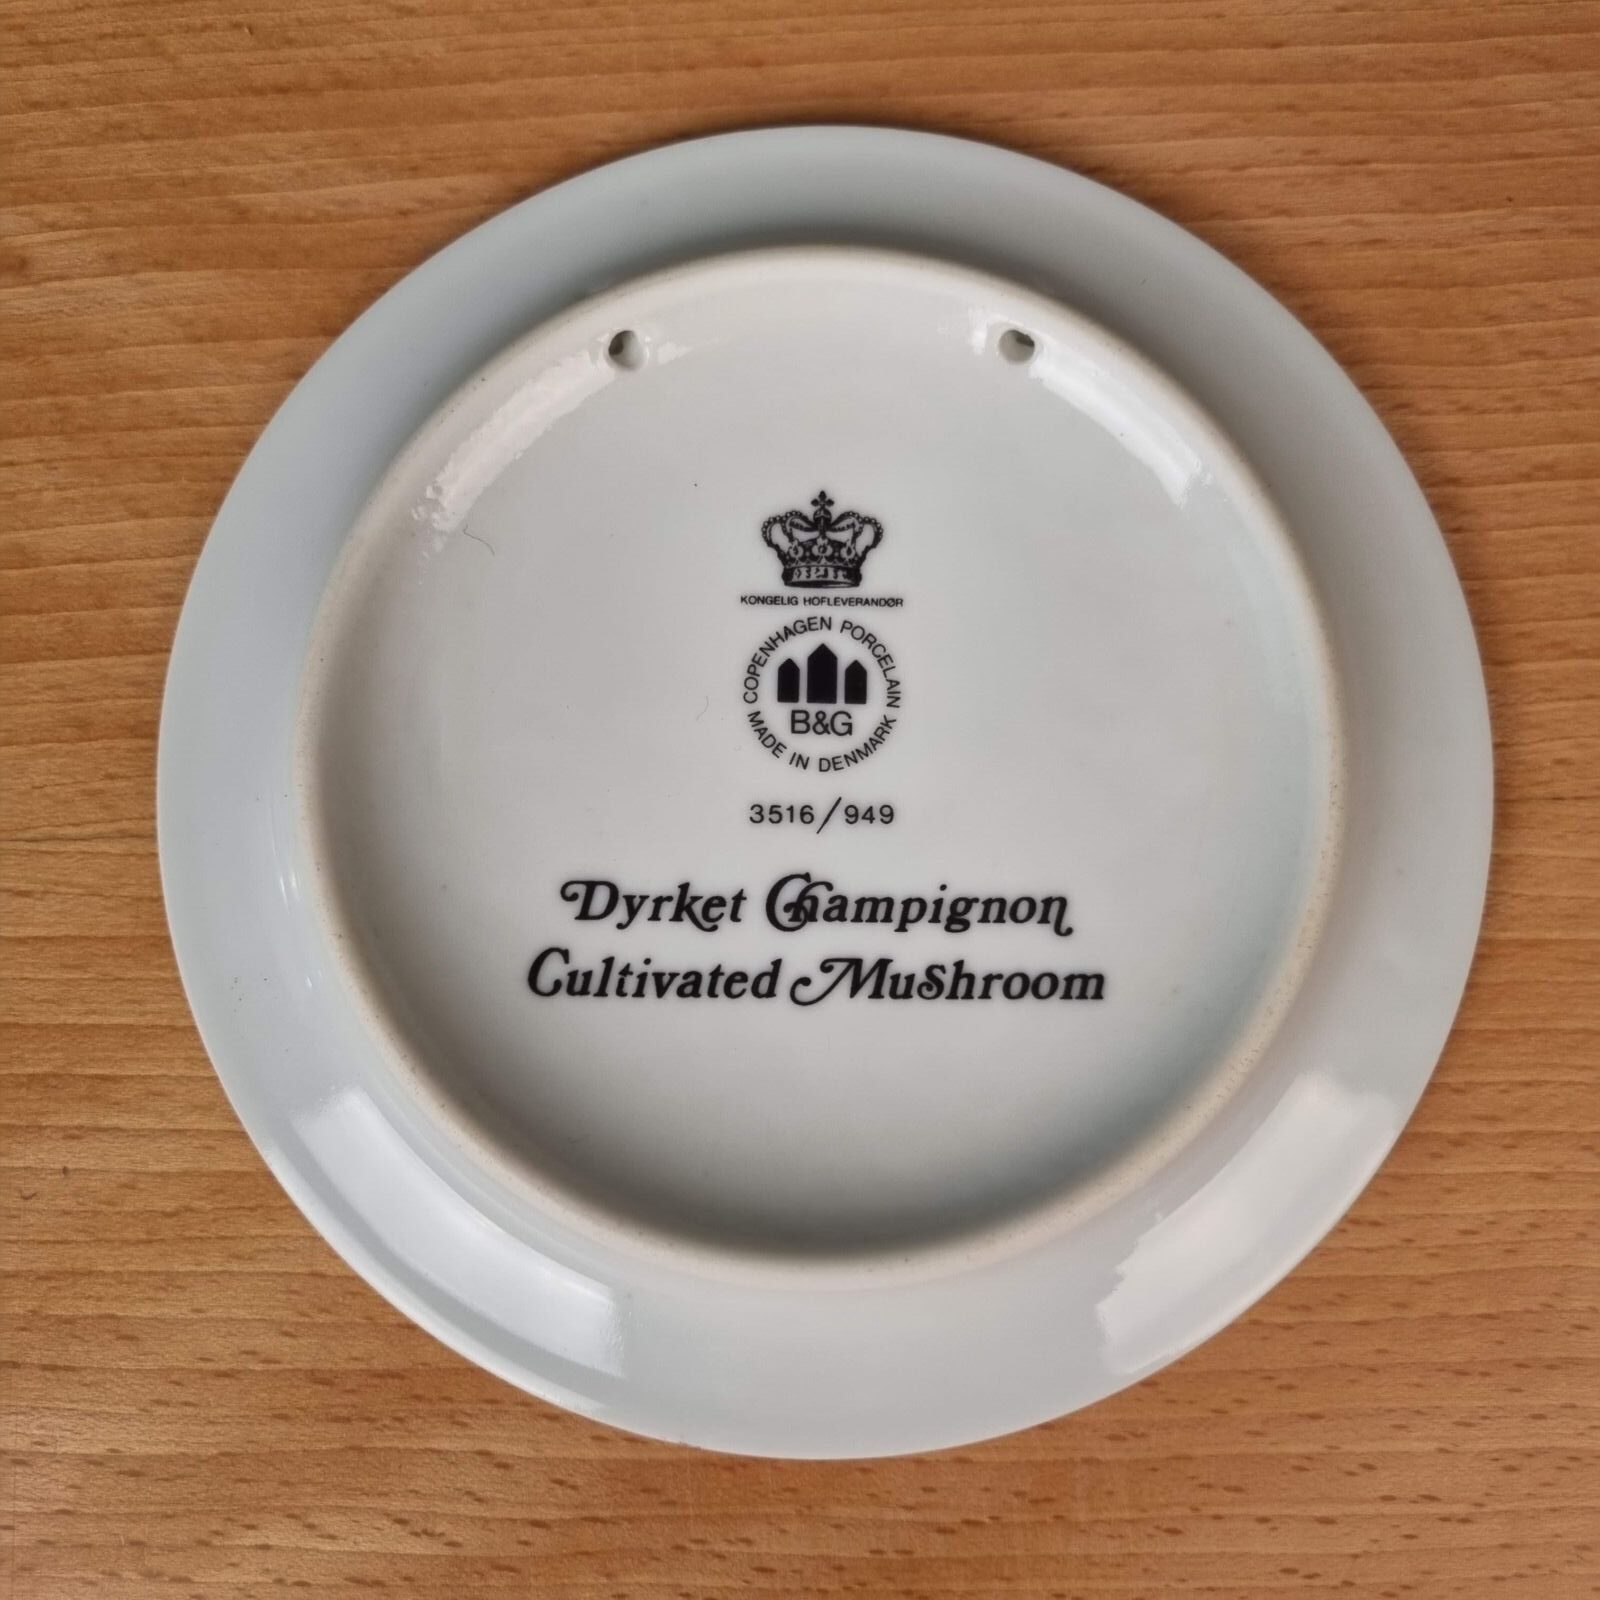 KONGELIG HOFLEVERANDØR
COPENHAGEN PORCELAIN
B&G
MADE IN DENMARK
3516/949
Dyrket Champignon
Cultivated Mushroom